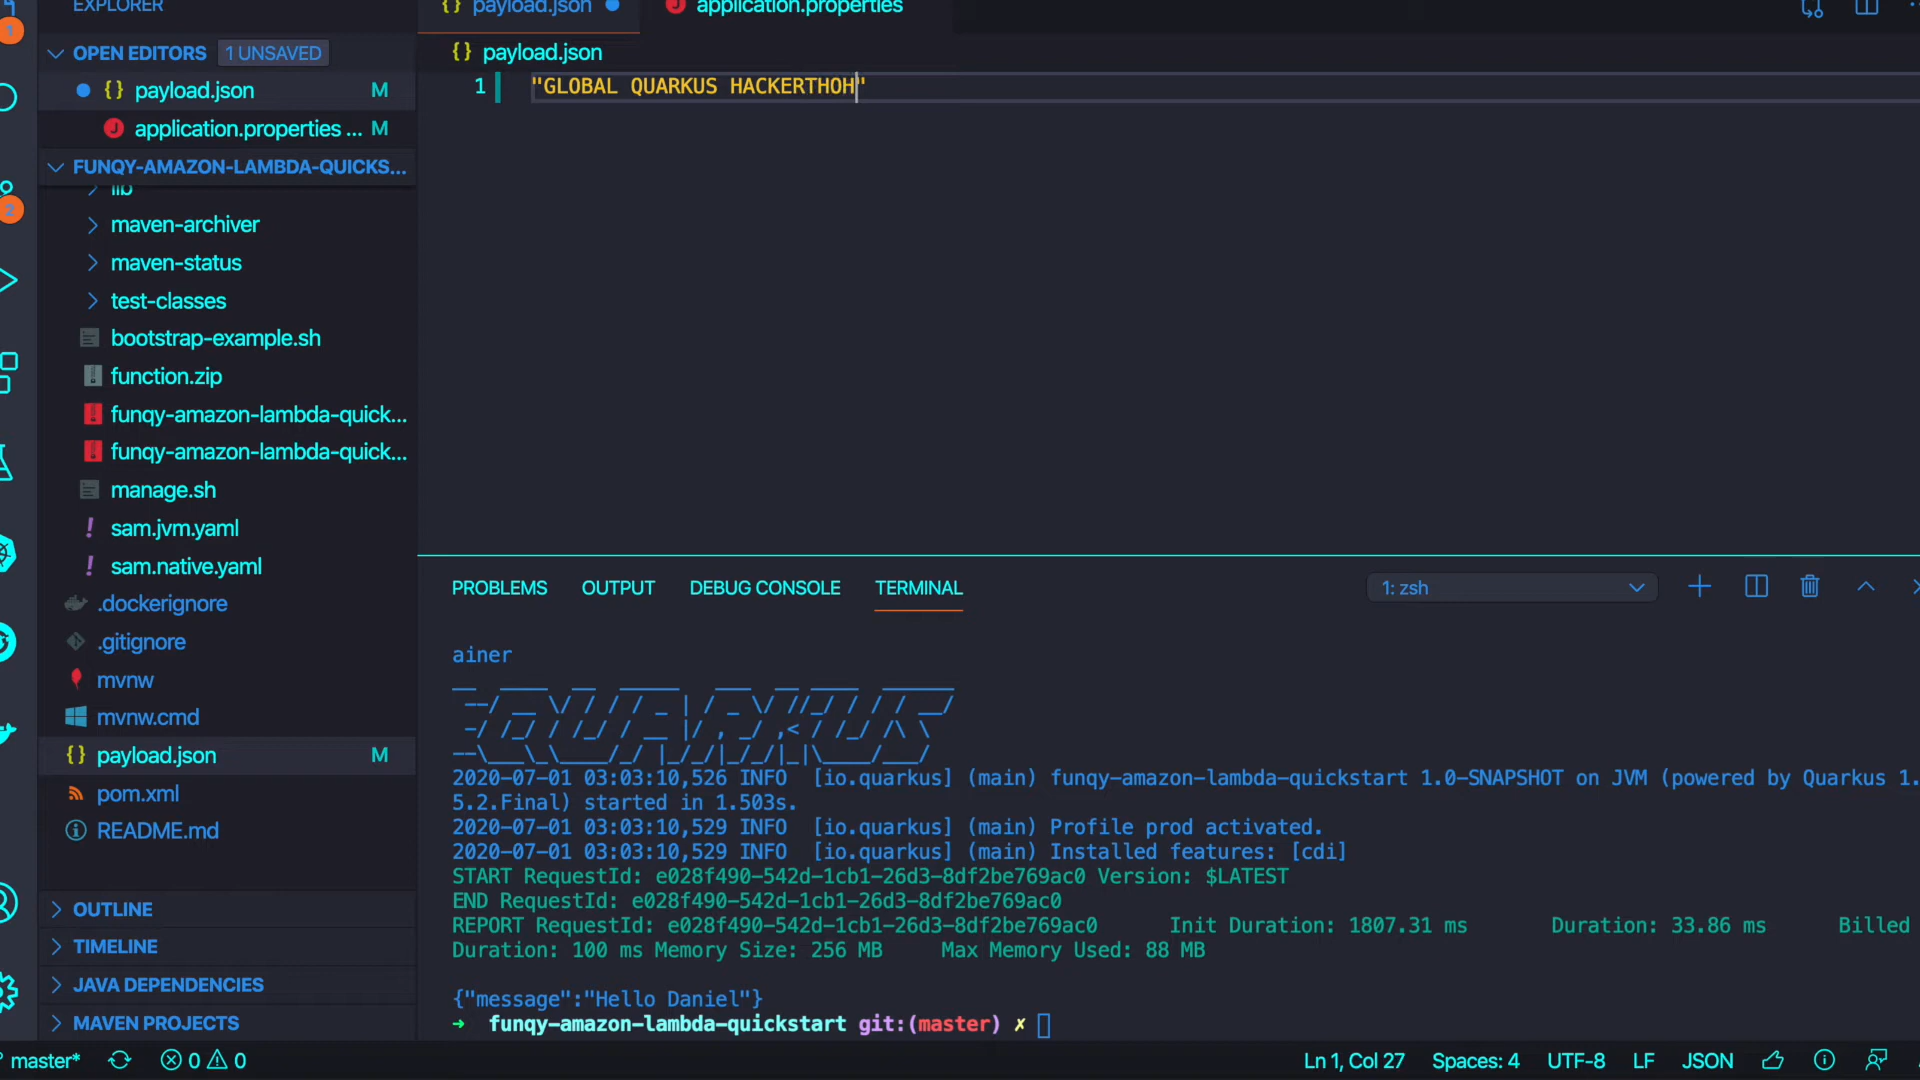 EXPLORER
OPEN EDITORS 1 UNSAVED
payload.json M
application.properties ... M
FUNQY-AMAZON-LAMBDA-QUICKS...
lib
maven-archiver
maven-status
test-classes
bootstrap-example.sh
function.zip
funqy-amazon-lambda-quick...
funqy-amazon-lambda-quick...
manage.sh
sam.jvm.yaml
sam.native.yaml
.dockerignore
.gitignore
mvnw
mvnw.cmd
payload.json M
pom.xml
README.md
OUTLINE
TIMELINE
JAVA DEPENDENCIES
MAVEN PROJECTS
payload.json
application.properties
payload.json
1 "GLOBAL QUARKUS HACKERTHOH"
PROBLEMS OUTPUT DEBUG CONSOLE TERMINAL 1: zsh
ainer
QUARKUS
2020-07-01 03:03:10,526 INFO [io.quarkus] (main) funqy-amazon-lambda-quickstart 1.0-SNAPSHOT on JVM (powered by Quarkus 1.
5.2.Final) started in 1.503s.
2020-07-01 03:03:10,529 INFO [io.quarkus] (main) Profile prod activated.
2020-07-01 03:03:10,529 INFO [io.quarkus] (main) Installed features: [cdi]
START RequestId: e028f490-542d-1cb1-26d3-8df2be769ac0 Version: $LATEST
END RequestId: e028f490-542d-1cb1-26d3-8df2be769ac0
REPORT RequestId: e028f490-542d-1cb1-26d3-8df2be769ac0 Init Duration: 1807.31 ms Duration: 33.86 ms Billed
Duration: 100 ms Memory Size: 256 MB Max Memory Used: 88 MB
{"message":"Hello Daniel"}
➜ funqy-amazon-lambda-quickstart git:(master) ✗
master* 0 0 Ln 1, Col 27 Spaces: 4 UTF-8 LF JSON